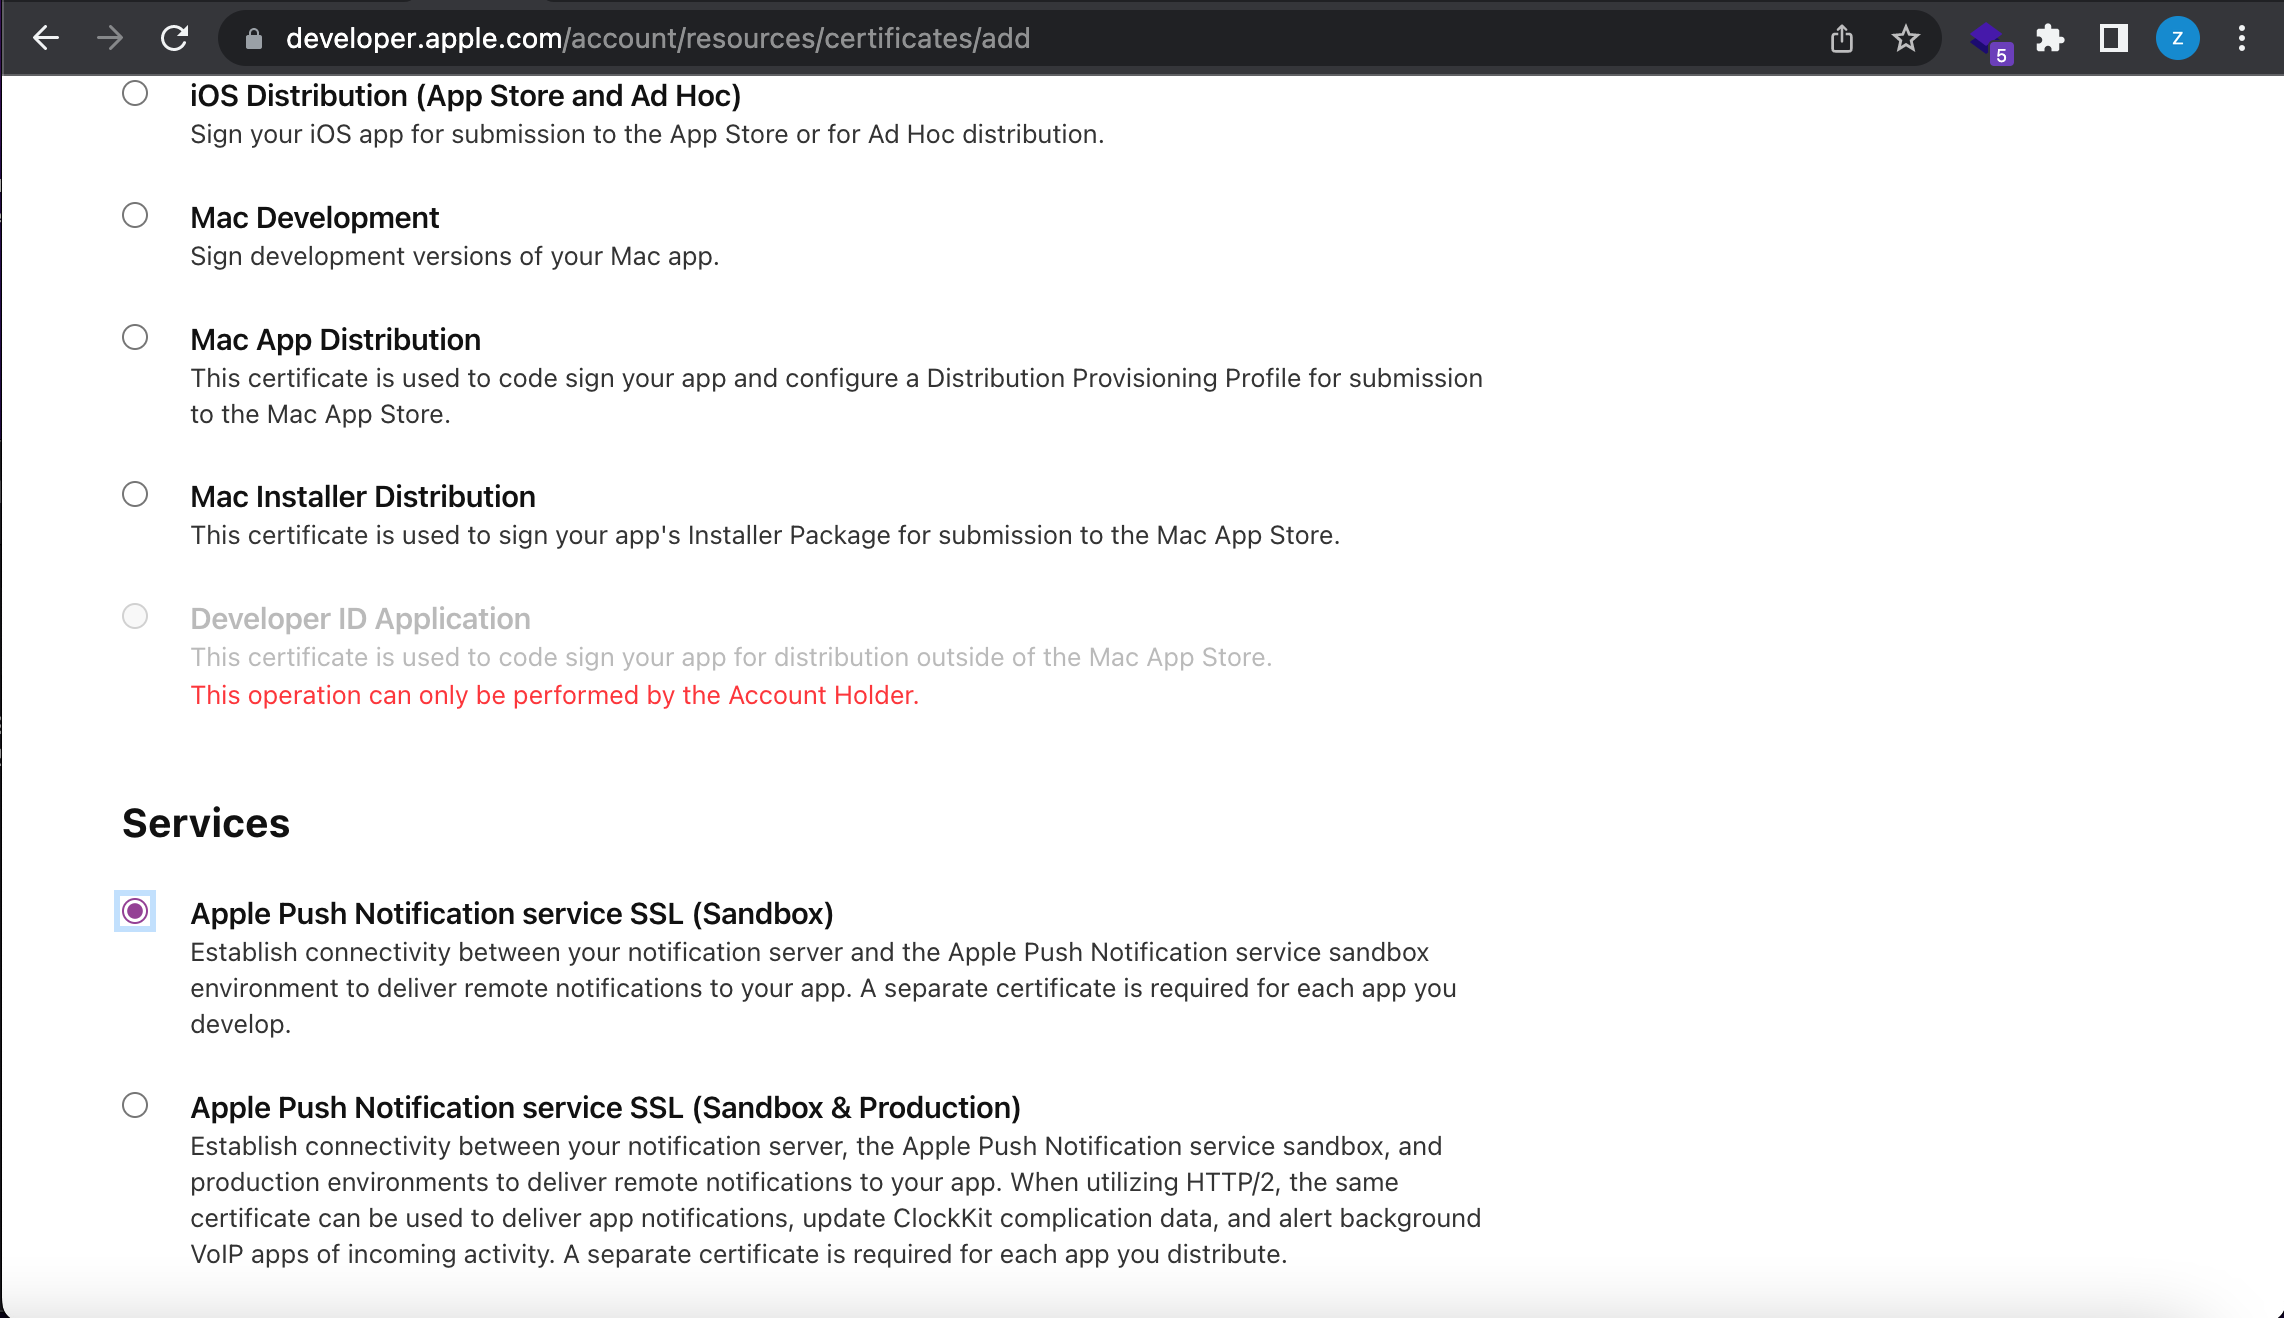 developer.apple.com/account/resources/certificates/add
5
z
iOS Distribution (App Store and Ad Hoc)
Sign your iOS app for submission to the App Store or for Ad Hoc distribution.
Mac Development
Sign development versions of your Mac app.
Mac App Distribution
This certificate is used to code sign your app and configure a Distribution Provisioning Profile for submission
to the Mac App Store.
Mac Installer Distribution
This certificate is used to sign your app's Installer Package for submission to the Mac App Store.
Developer ID Application
This certificate is used to code sign your app for distribution outside of the Mac App Store.
This operation can only be performed by the Account Holder.
Services
Apple Push Notification service SSL (Sandbox)
Establish connectivity between your notification server and the Apple Push Notification service sandbox
environment to deliver remote notifications to your app. A separate certificate is required for each app you
develop.
Apple Push Notification service SSL (Sandbox & Production)
Establish connectivity between your notification server, the Apple Push Notification service sandbox, and
production environments to deliver remote notifications to your app. When utilizing HTTP/2, the same
certificate can be used to deliver app notifications, update ClockKit complication data, and alert background
VoIP apps of incoming activity. A separate certificate is required for each app you distribute.